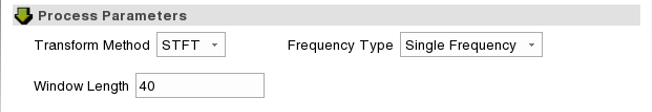 Process Parameters
Transform Method STFT Frequency Type Single Frequency
Window Length 40